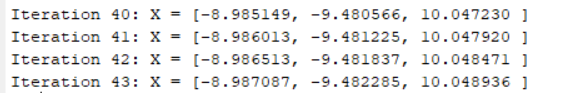 Iteration 40: X = [-8.985149, -9.480566, 10.047230 ]
Iteration 41: X = [-8.986013, -9.481225, 10.047920 ]
Iteration 42: X = [-8.986513, -9.481837, 10.048471 ]
Iteration 43: X = [-8.987087, -9.482285, 10.048936 ]